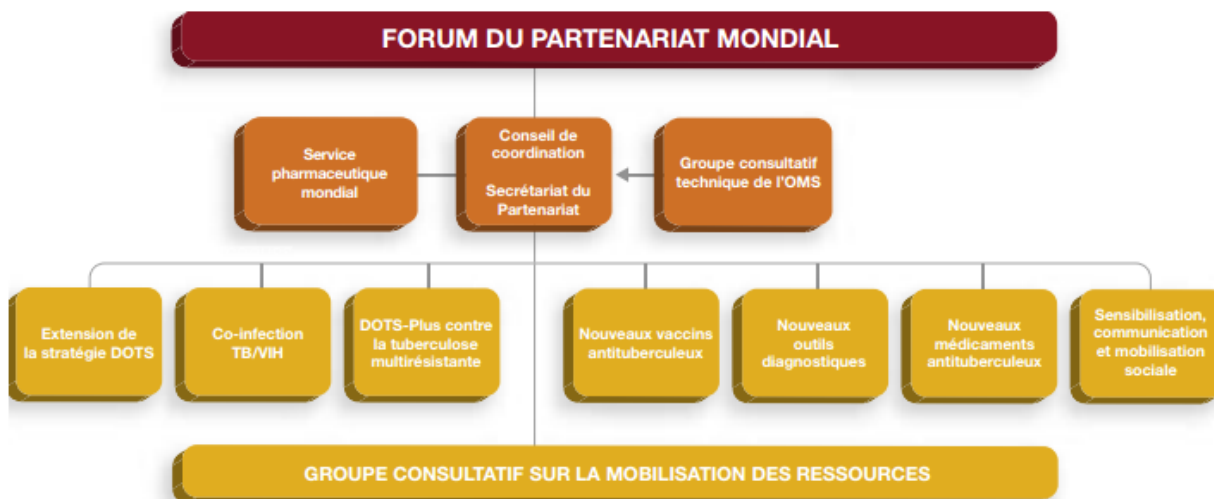 FORUM DU PARTENARIAT MONDIAL
Service
pharmaceutique
mondial
Conseil de
coordination
Secrétariat du
Partenariat
Groupe consultatif
technique de l'OMS
Extension de
la stratégie DOTS
Co-infection
TB/VIH
DOTS-Plus contre
la tuberculose
multirésistante
Nouveaux vaccins
antituberculeux
Nouveaux
outils
diagnostiques
Nouveaux
médicaments
antituberculeux
Sensibilisation,
communication
et mobilisation
sociale
GROUPE CONSULTATIF SUR LA MOBILISATION DES RESSOURCES